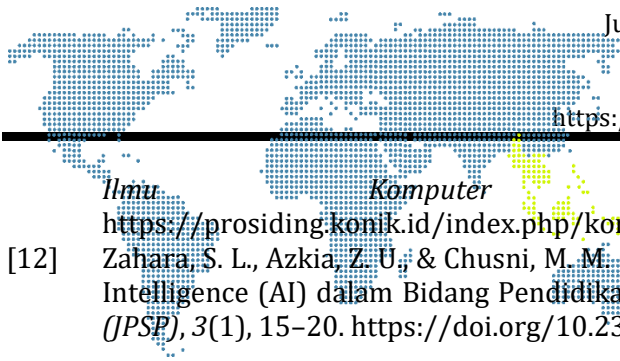 Ju
https:/
Ilmu Komputer
https://prosiding.konik.id/index.php/kon
[12] Zahara, S. L., Azkia, Z. U., & Chusni, M. M.
Intelligence (AI) dalam Bidang Pendidika
(JPSP), 3(1), 15–20. https://doi.org/10.23